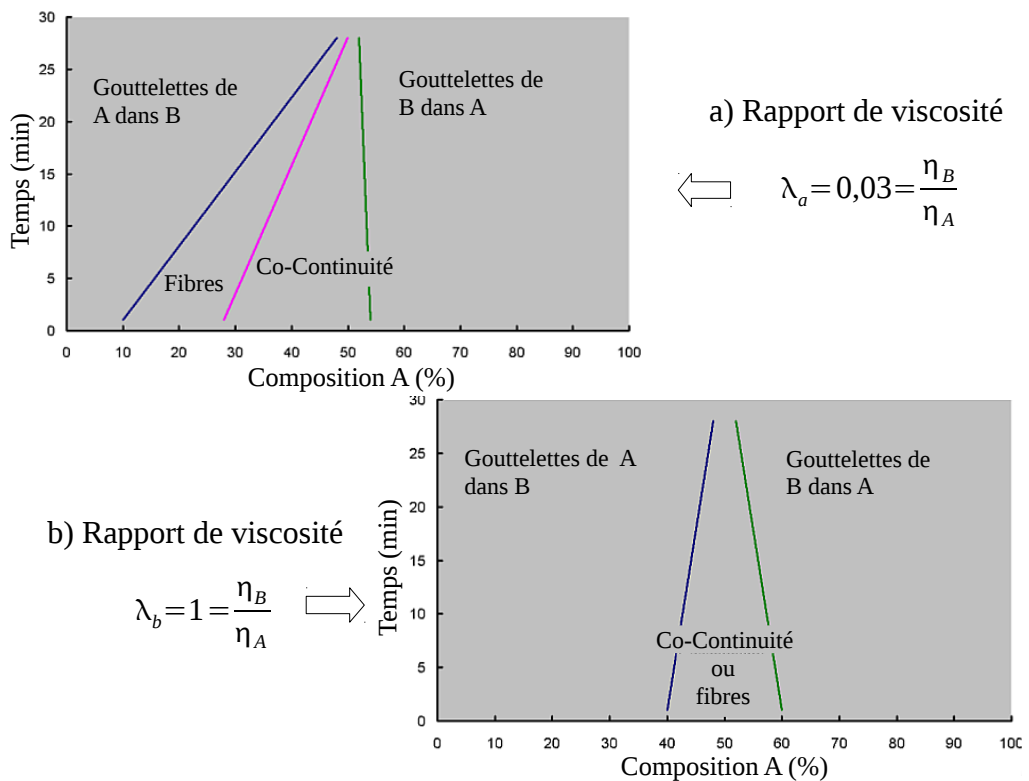 30
25
20
15
10
5
0
Temps (min)
Gouttelettes de
A dans B
Gouttelettes de
B dans A
Fibres
Co-Continuité
0 10 20 30 40 50 60 70 80 90 100
Composition A (%)
a) Rapport de viscosité
λa=0,03=ηB/ηA
b) Rapport de viscosité
λb=1=ηB/ηA
30
25
20
15
10
5
0
Temps (min)
Gouttelettes de A
dans B
Gouttelettes de
B dans A
Co-Continuité
ou
fibres
0 10 20 30 40 50 60 70 80 90 100
Composition A (%)